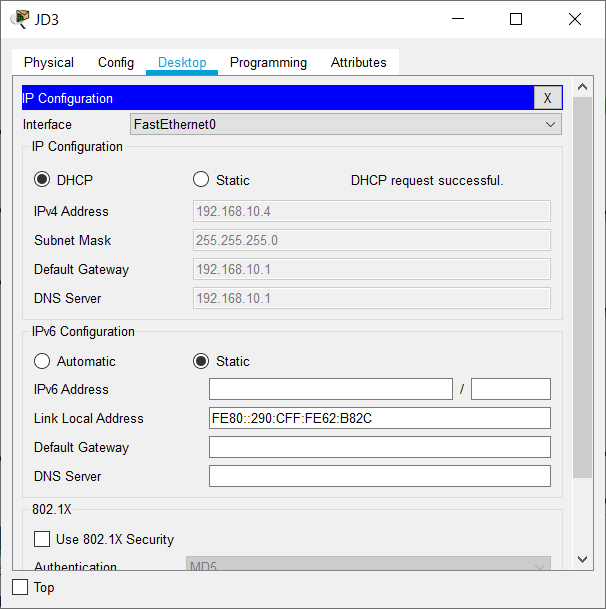 JD3
Physical Config Desktop Programming Attributes
IP Configuration X
Interface FastEthernet0
IP Configuration
DHCP Static DHCP request successful.
IPv4 Address 192.168.10.4
Subnet Mask 255.255.255.0
Default Gateway 192.168.10.1
DNS Server 192.168.10.1
IPv6 Configuration
Automatic Static
IPv6 Address /
Link Local Address FE80::290:CFF:FE62:B82C
Default Gateway
DNS Server
802.1X
Use 802.1X Security
Authentication MD5
Top